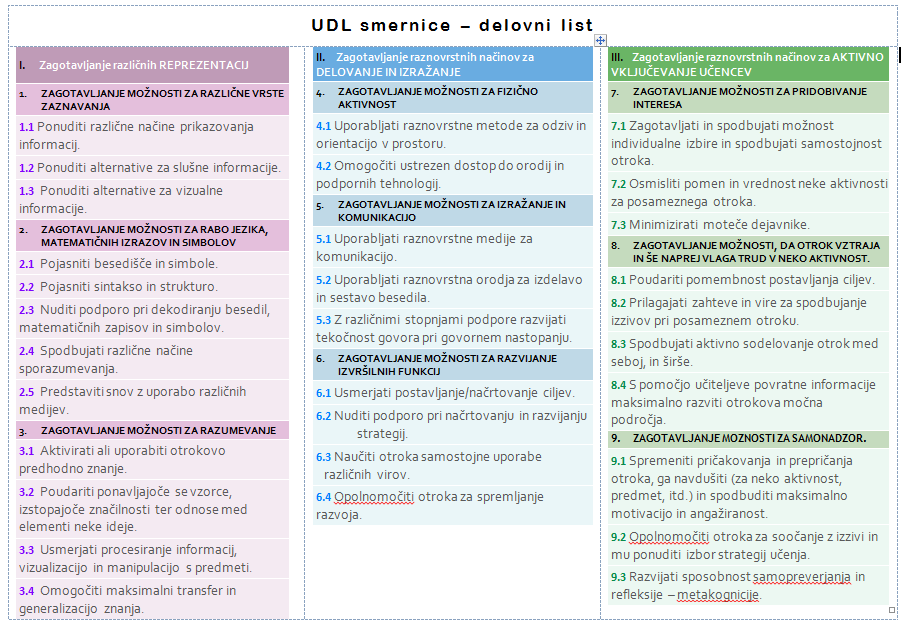 UDL smernice – delovni list
I. Zagotavljanje različnih REPREZENTACIJ
1. ZAGOTAVLJANJE MOŽNOSTI ZA RAZLIČNE VRSTE
ZAZNAVANJA
1.1 Ponuditi različne načine prikazovanja
informacij.
1.2 Ponuditi alternative za slušne informacije.
1.3 Ponuditi alternative za vizualne
informacije.
2. ZAGOTAVLJANJE MOŽNOSTI ZA RABO JEZIKA,
MATEMATIČNIH IZRAZOV IN SIMBOLOV
2.1 Pojasniti besedišče in simbole.
2.2 Pojasniti sintakso in strukturo.
2.3 Nuditi podporo pri dekodiranju besedil,
matematičnih zapisov in simbolov.
2.4 Spodbujati različne načine
sporazumevanja.
2.5 Predstaviti snov z uporabo različnih
medijev.
3. ZAGOTAVLJANJE MOŽNOSTI ZA RAZUMEVANJE
3.1 Aktivirati ali uporabiti otrokovo
predhodno znanje.
3.2 Poudariti ponavljajoče se vzorce,
izstopajoče značilnosti ter odnose med
elementi neke ideje.
3.3 Usmerjati procesiranje informacij,
vizualizacijo in manipulacijo s predmeti.
3.4 Omogočiti maksimalni transfer in
generalizacijo znanja.
II. Zagotavljanje raznovrstnih načinov za
DELOVANJE IN IZRAŽANJE
4. ZAGOTAVLJANJE MOŽNOSTI ZA FIZIČNO
AKTIVNOST
4.1 Uporabljati raznovrstne metode za odziv in
orientacijo v prostoru.
4.2 Omogočiti ustrezen dostop do orodij in
podpornih tehnologij.
5. ZAGOTAVLJANJE MOŽNOSTI ZA IZRAŽANJE IN
KOMUNIKACIJO
5.1 Uporabljati raznovrstne medije za
komunikacijo.
5.2 Uporabljati raznovrstna orodja za izdelavo
in sestavo besedila.
5.3 Z različnimi stopnjami podpore razvijati
tekočnost govora pri govornem nastopanju.
6. ZAGOTAVLJANJE MOŽNOSTI ZA RAZVIJANJE
IZVRŠILNIH FUNKCIJ
6.1 Usmerjati postavljanje/načrtovanje ciljev.
6.2 Nuditi podporo pri načrtovanju in razvijanju
strategij.
6.3 Naučiti otroka samostojne uporabe
različnih virov.
6.4 Opolnomočiti otroka za spremljanje
razvoja.
III. Zagotavljanje raznovrstnih načinov za AKTIVNO
VKLJUČEVANJE UČENCEV
7. ZAGOTAVLJANJE MOŽNOSTI ZA PRIDOBIVANJE
INTERESA
7.1 Zagotavljati in spodbujati možnost
individualne izbire in spodbujati samostojnost
otroka.
7.2 Osmisliti pomen in vrednost neke aktivnosti
za posameznega otroka.
7.3 Minimizirati moteče dejavnike.
8. ZAGOTAVLJANJE MOŽNOSTI, DA OTROK VZTRAJA
IN ŠE NAPREJ VLAGA TRUD V NEKO AKTIVNOST.
8.1 Poudariti pomembnost postavljanja ciljev.
8.2 Prilagajati zahteve in vire za spodbujanje
izzivov pri posameznem otroku.
8.3 Spodbujati aktivno sodelovanje otrok med
seboj, in širše.
8.4 S pomočjo učiteljeve povratne informacije
maksimalno razviti otrokova močna
področja.
9. ZAGOTAVLJANJE MOŽNOSTI ZA SAMONADZOR.
9.1 Spremeniti pričakovanja in prepričanja
otroka, ga navdušiti (za neko aktivnost,
predmet, itd.) in spodbuditi maksimalno
motivacijo in angažiranost.
9.2 Opolnomočiti otroka za soočanje z izzivi in
mu ponuditi izbor strategij učenja.
9.3 Razvijati sposobnost samopreverjanja in
refleksije – metakognicije.